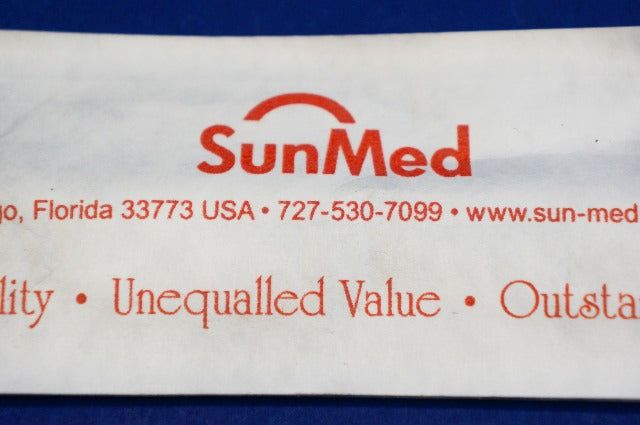 SunMed
go, Florida 33773 USA • 727-530-7099 • www.sun-med
lity • Unequalled Value • Outsta